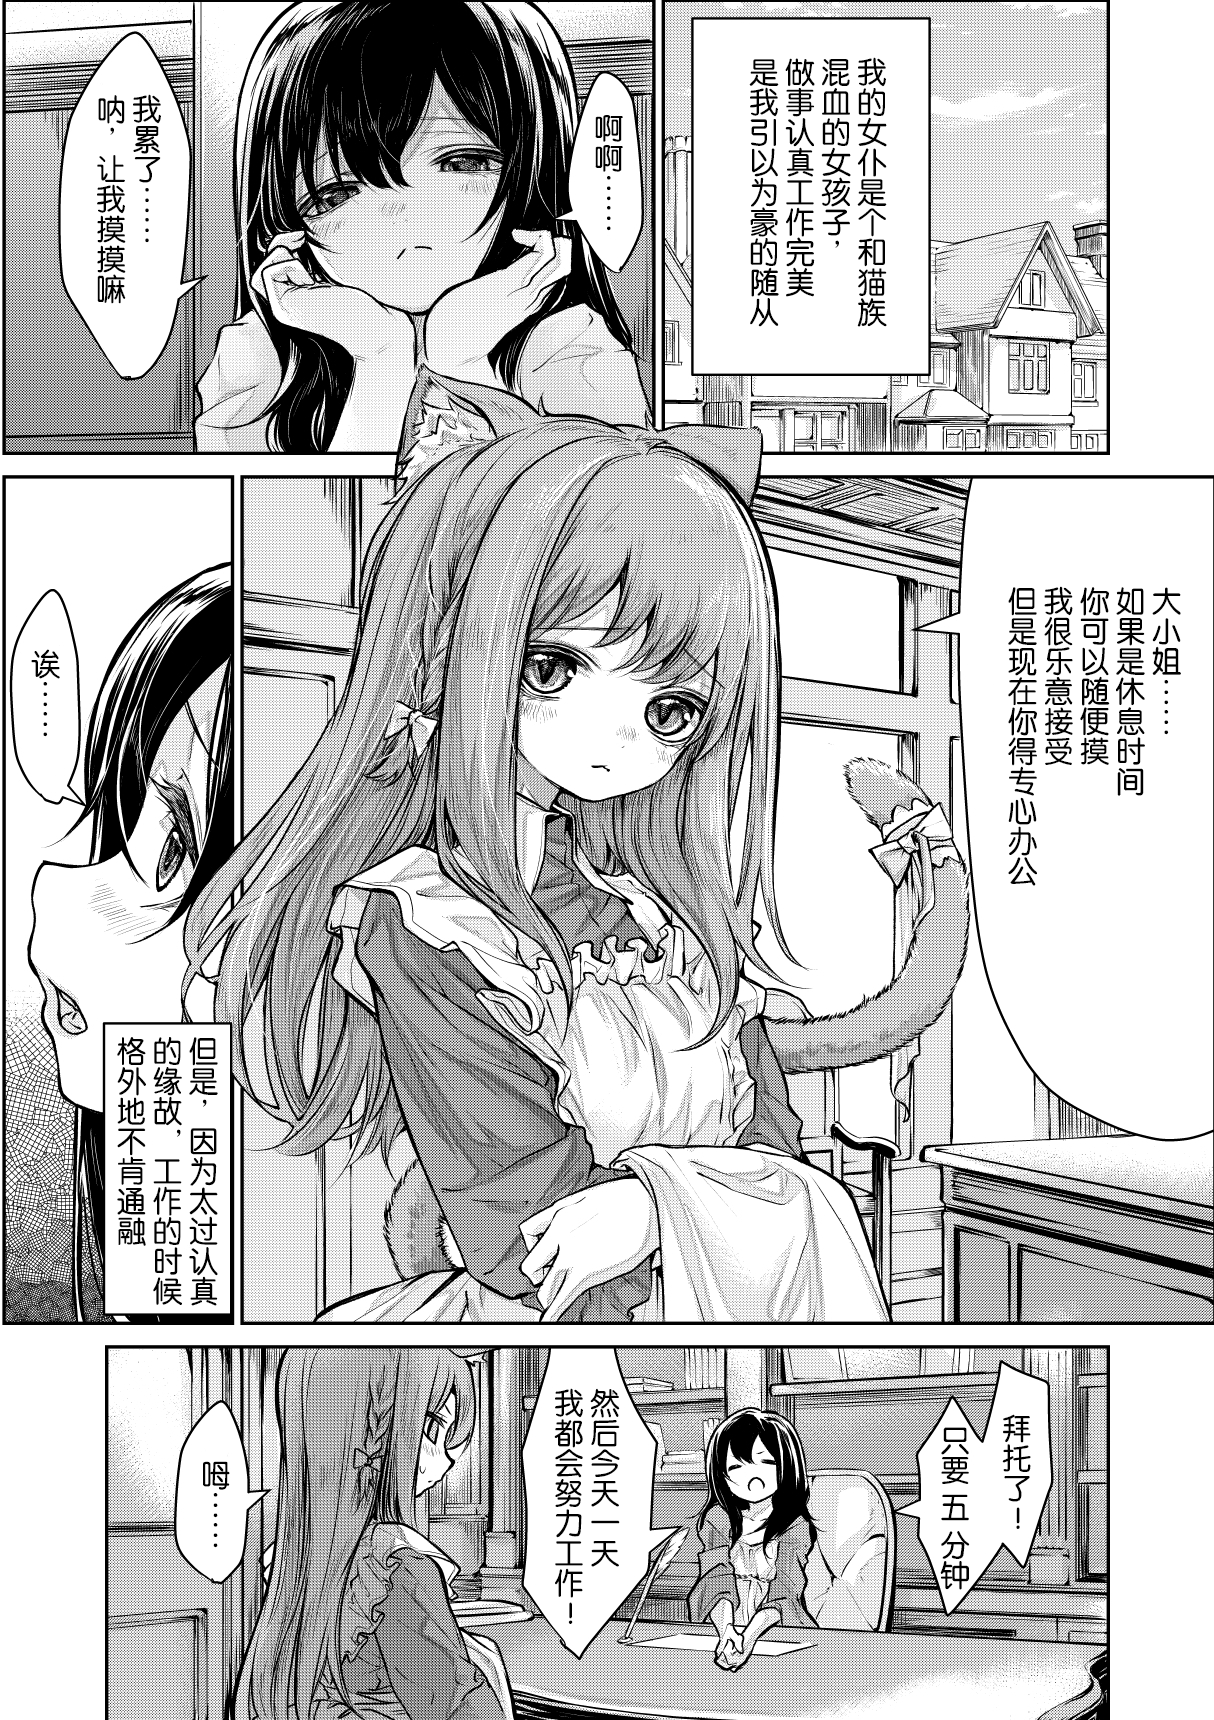 我的女仆是个和猫族
混血的女孩子，
做事认真工作完美
是我引以为豪的随从
啊啊……
我累了……
呐，让我摸摸嘛
大小姐……
如果是休息时间
你可以随便摸
我很乐意接受
但是现在你得专心办公
诶……
但是，因为太过认真
的缘故，工作的时候
格外地不肯通融
拜托了！
只要五分钟
然后今天一天
我都会努力工作！
呣……